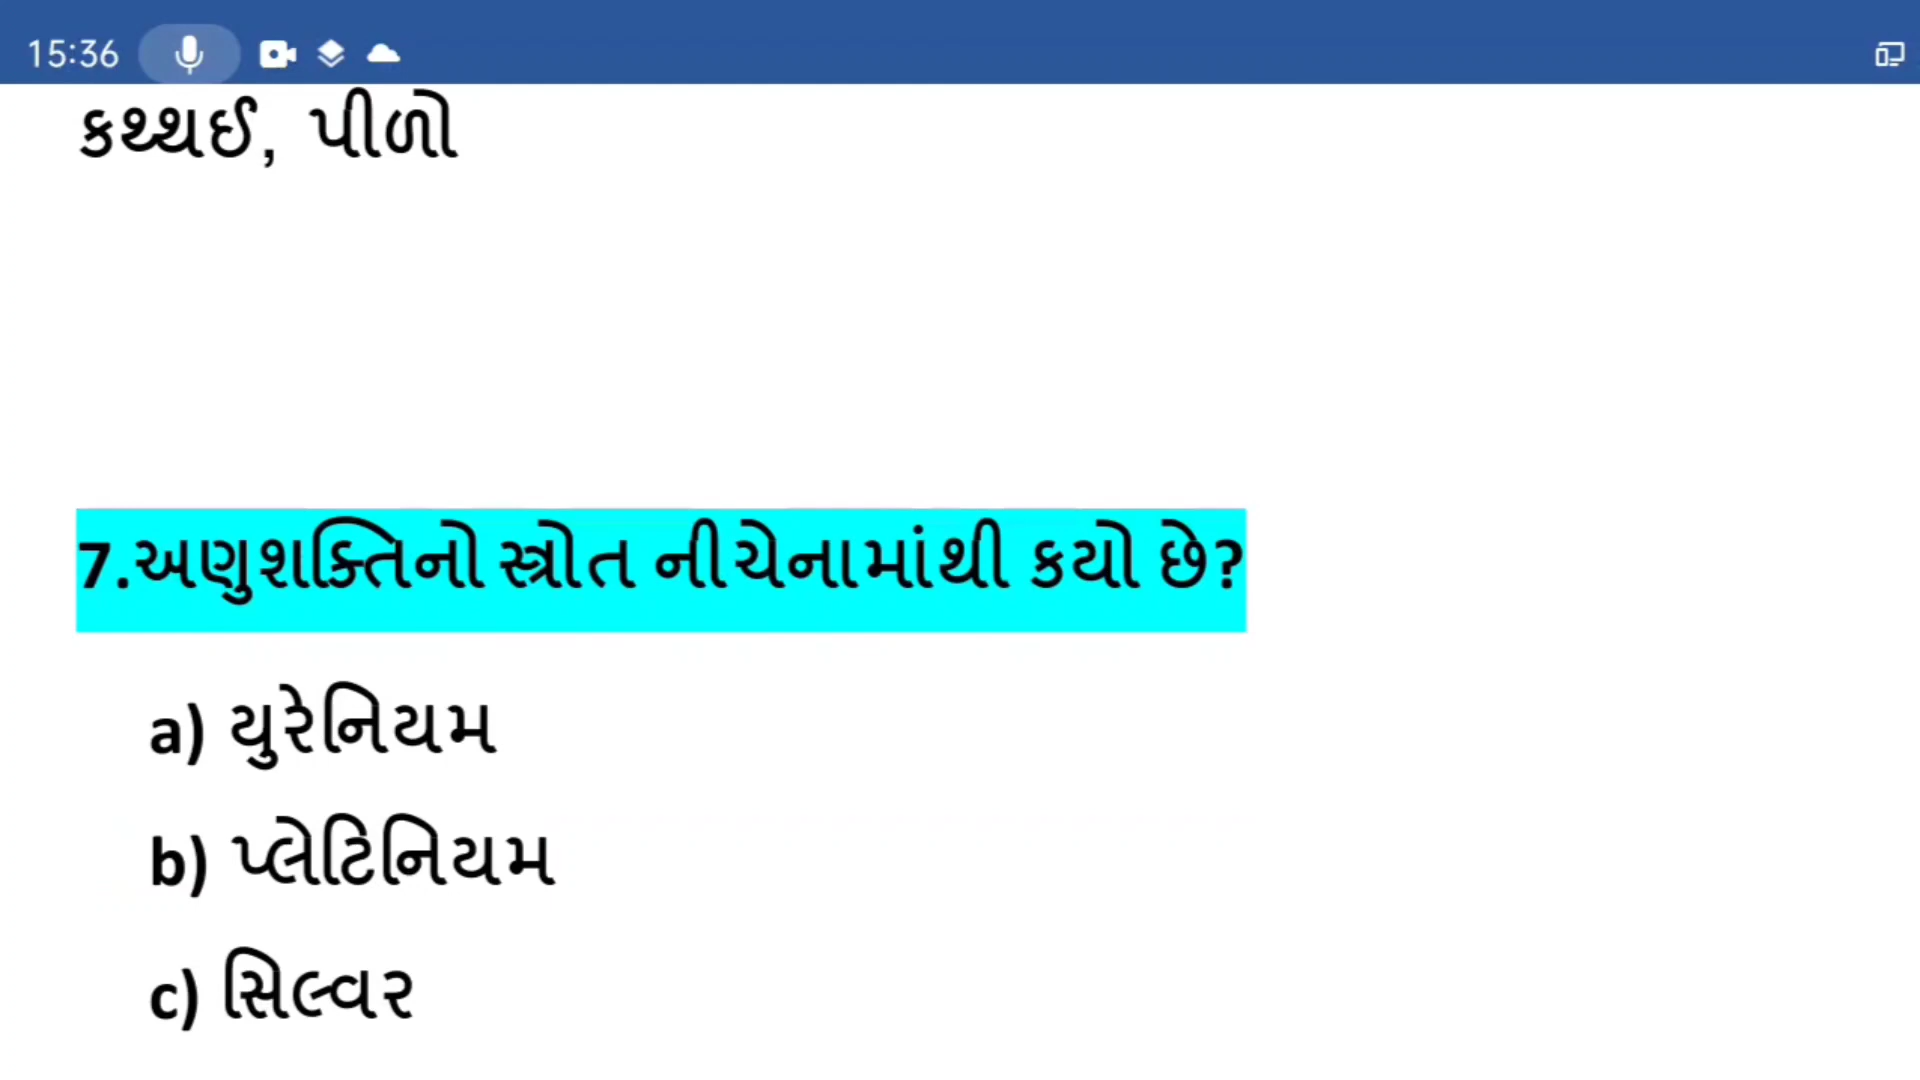 15:36
કથ્થઈ, પીળો
7.અણુશક્તિનો સ્ત્રોત નીચેનામાંથી કયો છે?
a) યુરેનિયમ
b) પ્લેટિનિયમ
c) સિલ્વર